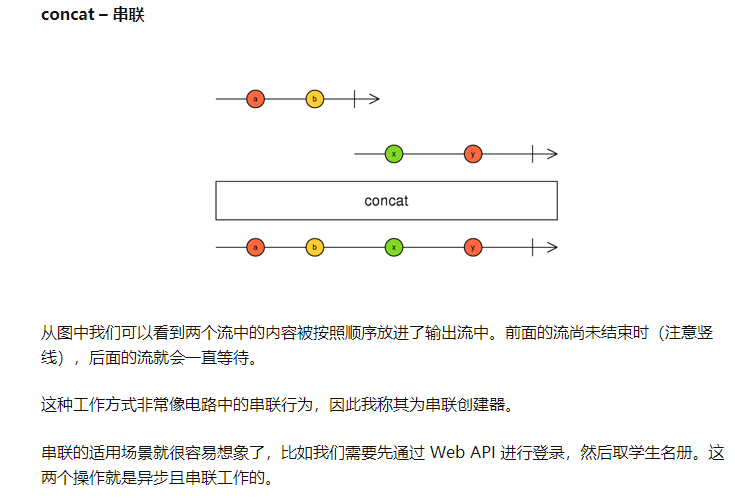 concat – 串联
a b
x y
concat
a b x y
从图中我们可以看到两个流中的内容被按照顺序放进了输出流中。前面的流尚未结束时（注意竖
线），后面的流就会一直等待。
这种工作方式非常像电路中的串联行为，因此我称其为串联创建器。
串联的适用场景就很容易想象了，比如我们需要先通过 Web API 进行登录，然后取学生名册。这
两个操作就是异步且串联工作的。